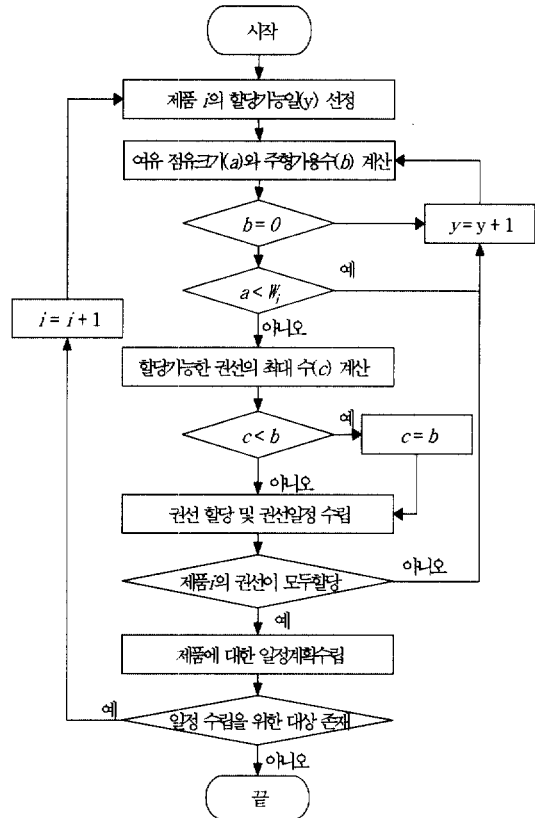 시작
제품 i의 할당가능일(y) 선정
여유 점유크기(a)와 주형가용수(b) 계산
b = 0
y = y + 1
예
a < Wi
i = i + 1
아니오
할당가능한 권선의 최대 수(c) 계산
예
c < b
c = b
아니오
권선 할당 및 권선일정 수립
제품i의 권선이 모두할당
아니오
예
제품에 대한 일정계획수립
예
일정 수립을 위한 대상 존재
아니오
끝